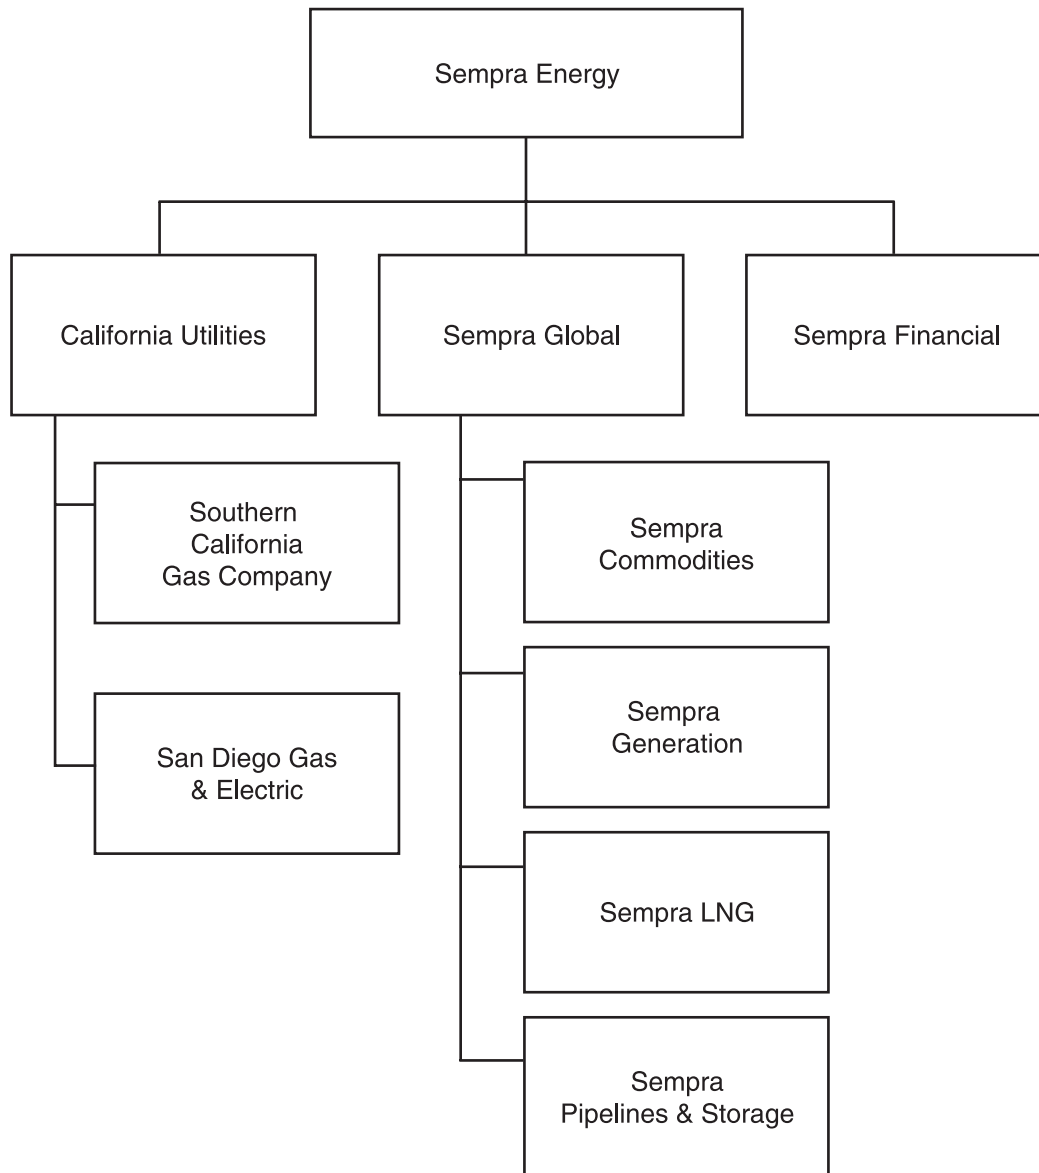 Sempra Energy
California Utilities
Sempra Global
Sempra Financial
Southern
California
Gas Company
San Diego Gas
& Electric
Sempra
Commodities
Sempra
Generation
Sempra LNG
Sempra
Pipelines & Storage